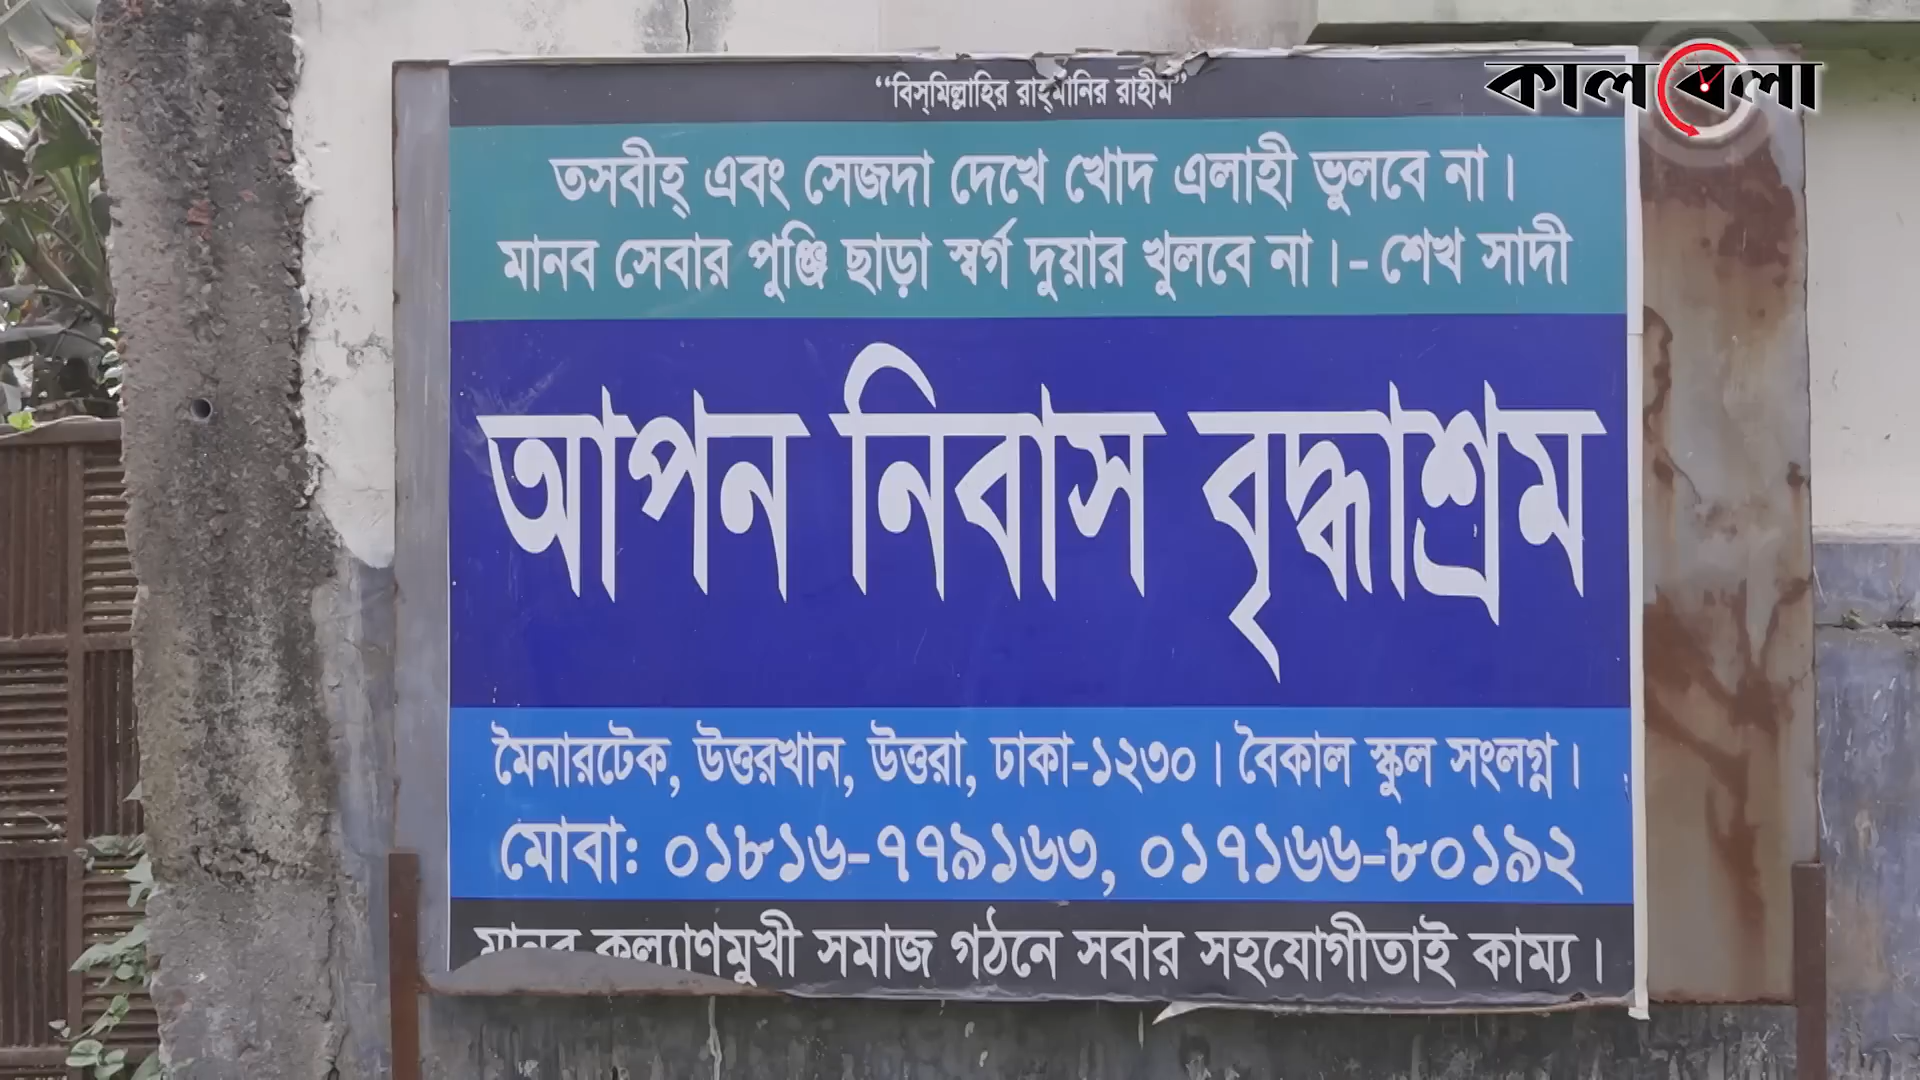 কালবেলা
“বিস্‌মিল্লাহির রাহ্‌মানির রাহীম”
তসবীহ্ এবং সেজদা দেখে খোদ এলাহী ভুলবে না।
মানব সেবার পুঞ্জি ছাড়া স্বর্গ দুয়ার খুলবে না।- শেখ সাদী
আপন নিবাস বৃদ্ধাশ্রম
মৈনারটেক, উত্তরখান, উত্তরা, ঢাকা-১২৩০। বৈকাল স্কুল সংলগ্ন।
মোবাঃ ০১৮১৬-৭৭৯১৬৩, ০১৭১৬৬-৮০১৯২
মানব কল্যাণমুখী সমাজ গঠনে সবার সহযোগীতাই কাম্য।